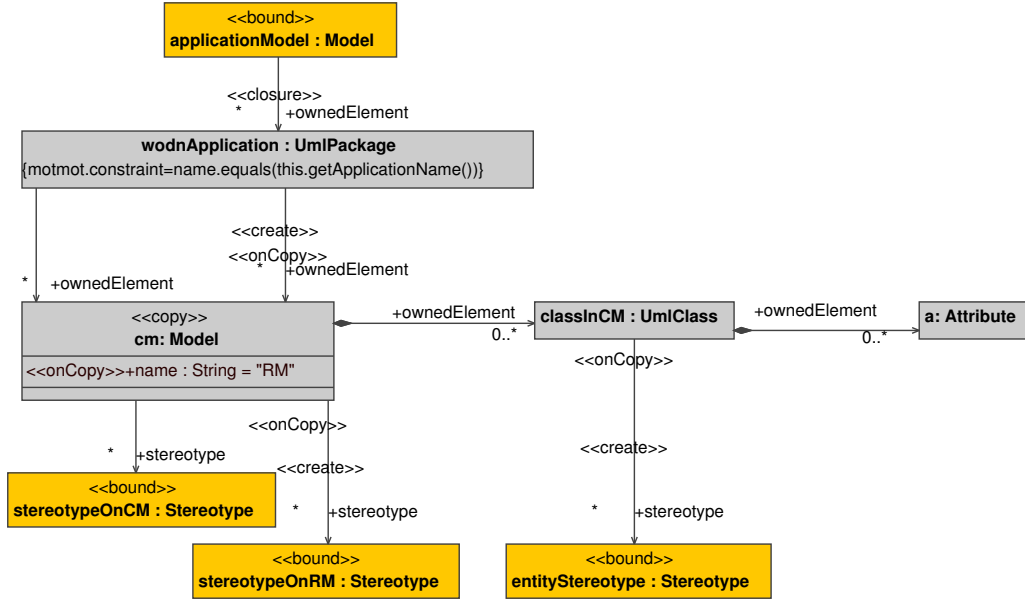 <<bound>>
applicationModel : Model
<<closure>>
*
+ownedElement
wodnApplication : UmlPackage
{motmot.constraint=name.equals(this.getApplicationName())}
<<create>>
<<onCopy>>
*
+ownedElement
*
+ownedElement
<<copy>>
cm: Model
<<onCopy>>+name : String = "RM"
+ownedElement
0..*
classInCM : UmlClass
+ownedElement
0..*
a: Attribute
<<onCopy>>
<<create>>
*
+stereotype
<<onCopy>>
<<create>>
*
+stereotype
*
+stereotype
<<bound>>
stereotypeOnCM : Stereotype
<<bound>>
stereotypeOnRM : Stereotype
<<bound>>
entityStereotype : Stereotype